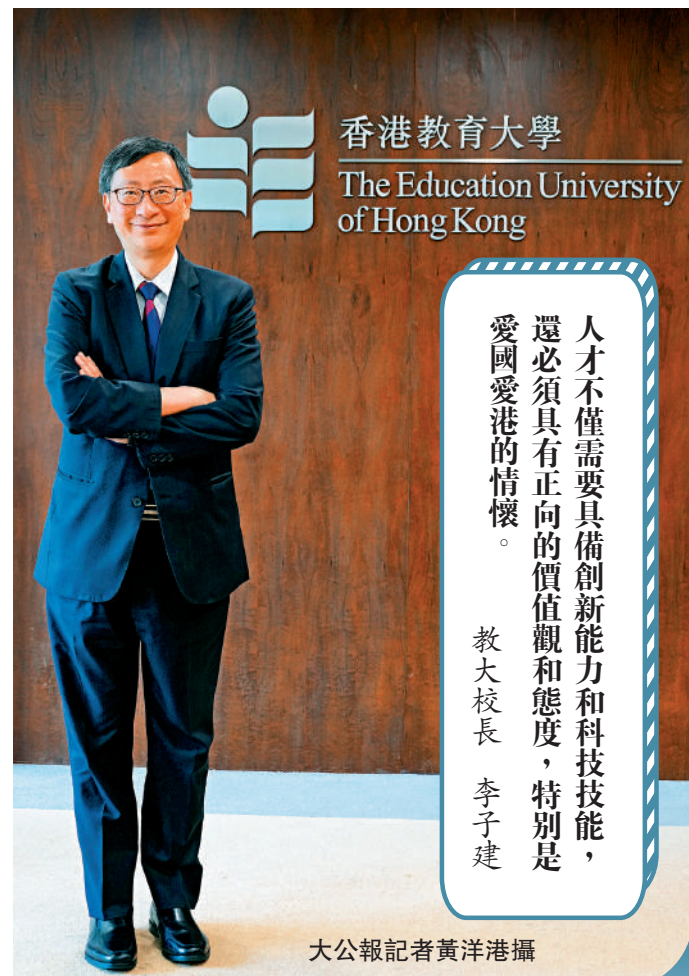 香港教育大學
The Education University
of Hong Kong
人才不僅需要具備創新能力和科技技能，
還必須具有正向的價值觀和態度，特別是
愛國愛港的情懷。
教大校長　李子建
大公報記者黃洋港攝